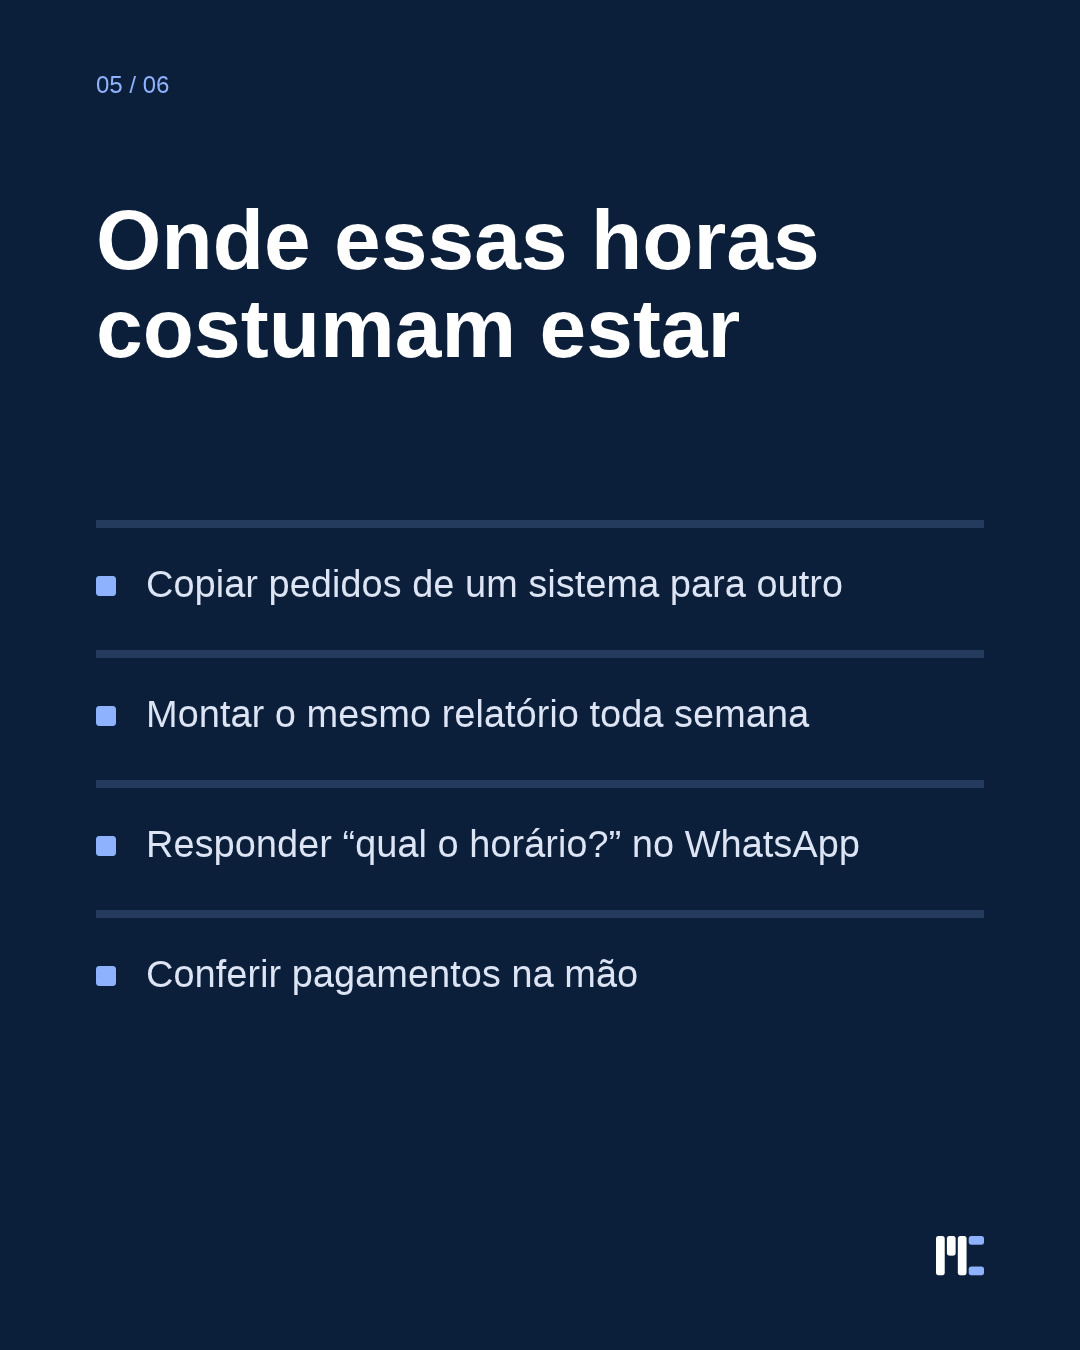 05 / 06
Onde essas horas
costumam estar
Copiar pedidos de um sistema para outro
Montar o mesmo relatório toda semana
Responder “qual o horário?” no WhatsApp
Conferir pagamentos na mão
MC